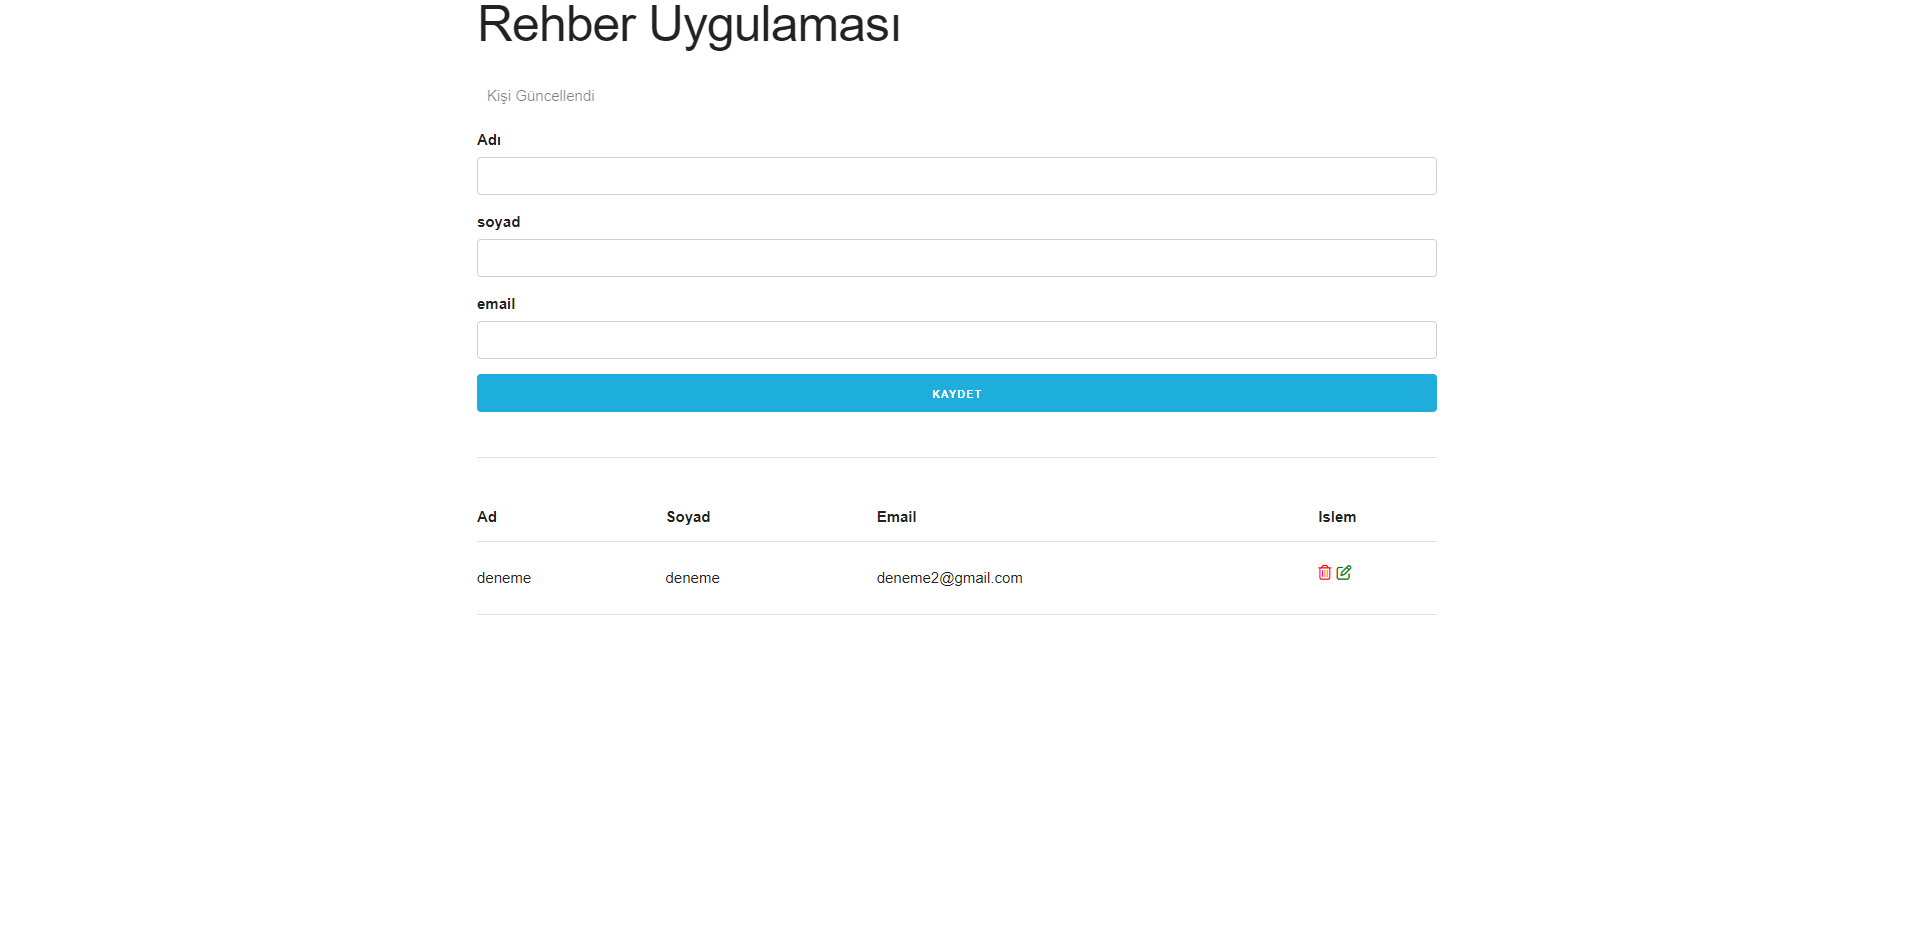 Rehber Uygulaması
Kişi Güncellendi
Adı
soyad
email
KAYDET
Ad Soyad Email Islem
deneme deneme deneme2@gmail.com